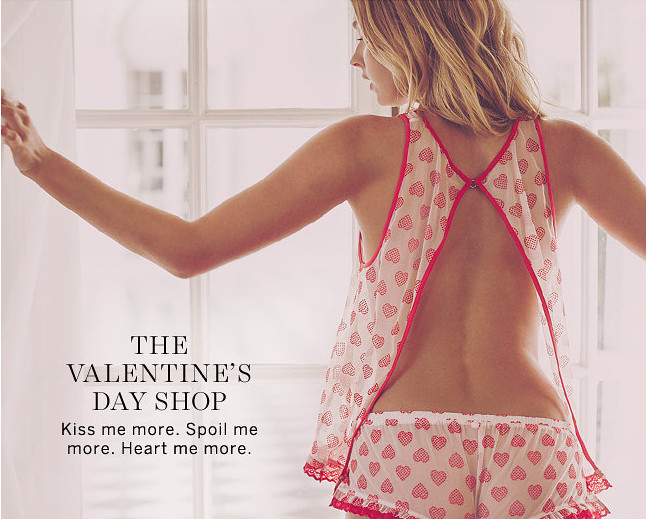 THE
VALENTINE'S
DAY SHOP
Kiss me more. Spoil me
more. Heart me more.